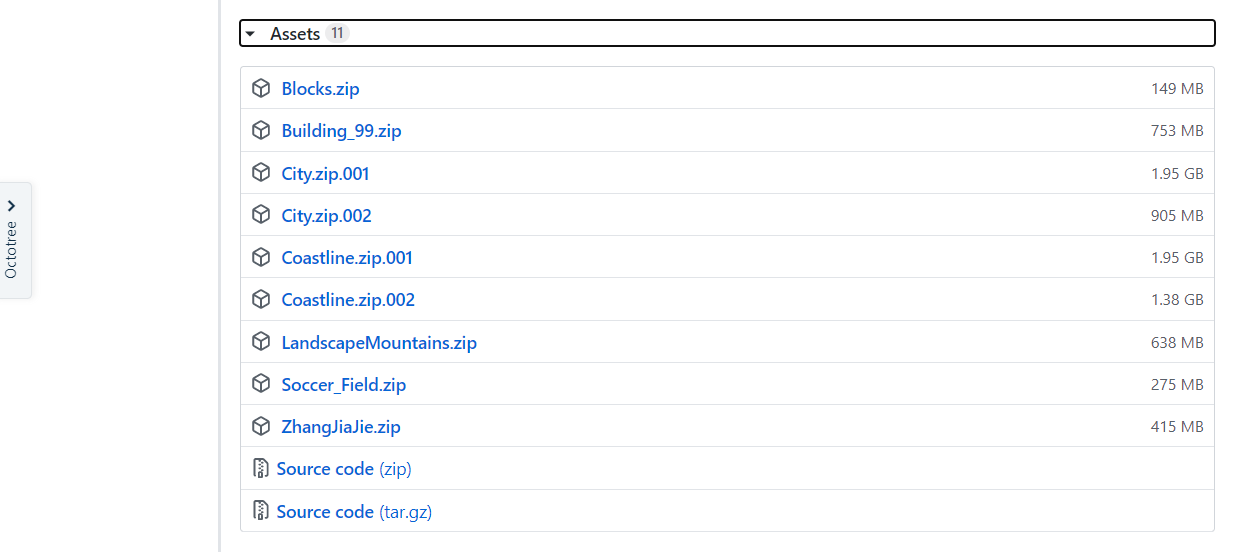 Assets 11
Blocks.zip 149 MB
Building_99.zip 753 MB
City.zip.001 1.95 GB
City.zip.002 905 MB
Coastline.zip.001 1.95 GB
Coastline.zip.002 1.38 GB
LandscapeMountains.zip 638 MB
Soccer_Field.zip 275 MB
ZhangJiaJie.zip 415 MB
Source code (zip)
Source code (tar.gz)
Octotree